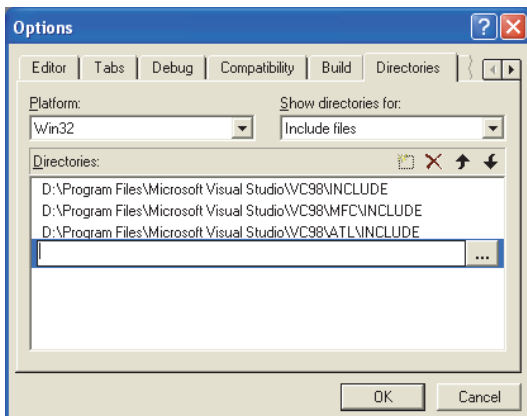 Options
Editor Tabs Debug Compatibility Build Directories
Platform: Show directories for:
Win32 Include files
Directories:
D:\Program Files\Microsoft Visual Studio\VC98\INCLUDE
D:\Program Files\Microsoft Visual Studio\VC98\MFC\INCLUDE
D:\Program Files\Microsoft Visual Studio\VC98\ATL\INCLUDE
...
OK Cancel